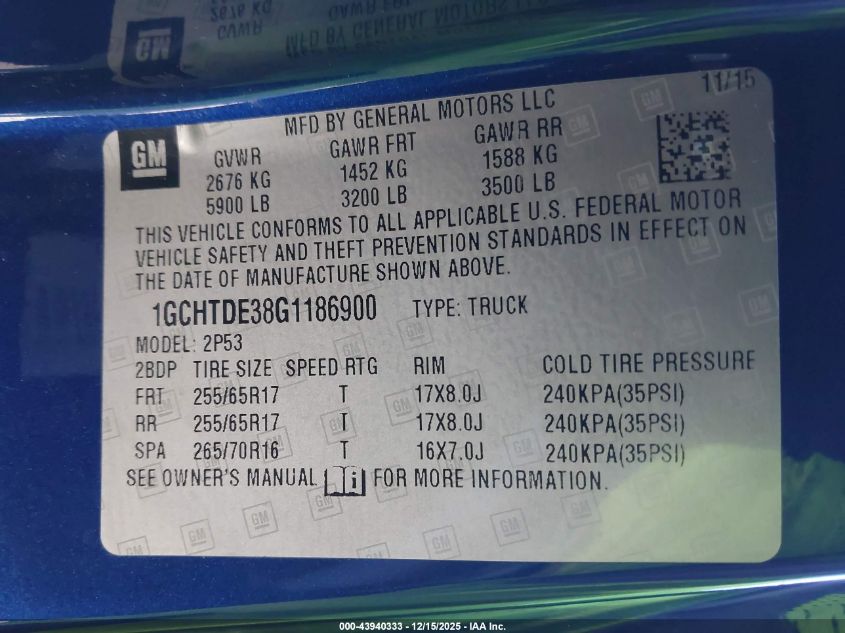 11/15
MFD BY GENERAL MOTORS LLC
GM
GVWR GAWR FRT GAWR RR
2676 KG 1452 KG 1588 KG
5900 LB 3200 LB 3500 LB
THIS VEHICLE CONFORMS TO ALL APPLICABLE U.S. FEDERAL MOTOR
VEHICLE SAFETY AND THEFT PREVENTION STANDARDS IN EFFECT ON
THE DATE OF MANUFACTURE SHOWN ABOVE.
1GCHTDE38G1186900 TYPE: TRUCK
MODEL: 2P53
2BDP TIRE SIZE SPEED RTG RIM COLD TIRE PRESSURE
FRT 255/65R17 T 17X8.0J 240KPA(35PSI)
RR 255/65R17 T 17X8.0J 240KPA(35PSI)
SPA 265/70R16 T 16X7.0J 240KPA(35PSI)
SEE OWNER'S MANUAL FOR MORE INFORMATION.
000-43940333 - 12/15/2025 - IAA Inc.